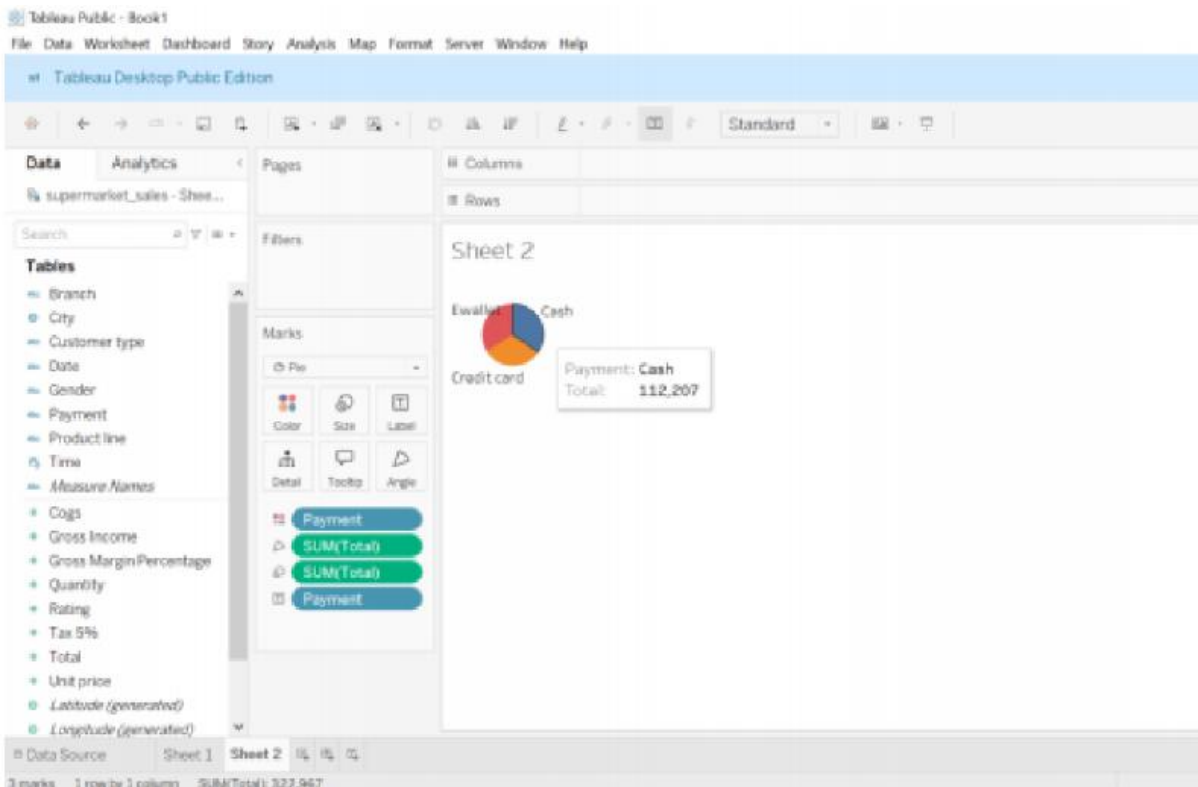 Tableau Public - Book1
File Data Worksheet Dashboard Story Analysis Map Format Server Window Help
Tableau Desktop Public Edition
Standard
Data Analytics
supermarket_sales - Shee...
Search
Tables
Branch
City
Customer type
Date
Gender
Payment
Product line
Time
Measure Names
Cogs
Gross Income
Gross Margin Percentage
Quantity
Rating
Tax 5%
Total
Unit price
Latitude (generated)
Longitude (generated)
Pages
Filters
Marks
Pie
Color Size Label
Detail Tooltip Angle
Payment
SUM(Total)
SUM(Total)
Payment
Columns
Rows
Sheet 2
Ewallet Cash
Credit card
Payment: Cash
Total: 112,207
Data Source Sheet 1 Sheet 2
3 marks 1 row by 1 column SUM(Total): 322,967